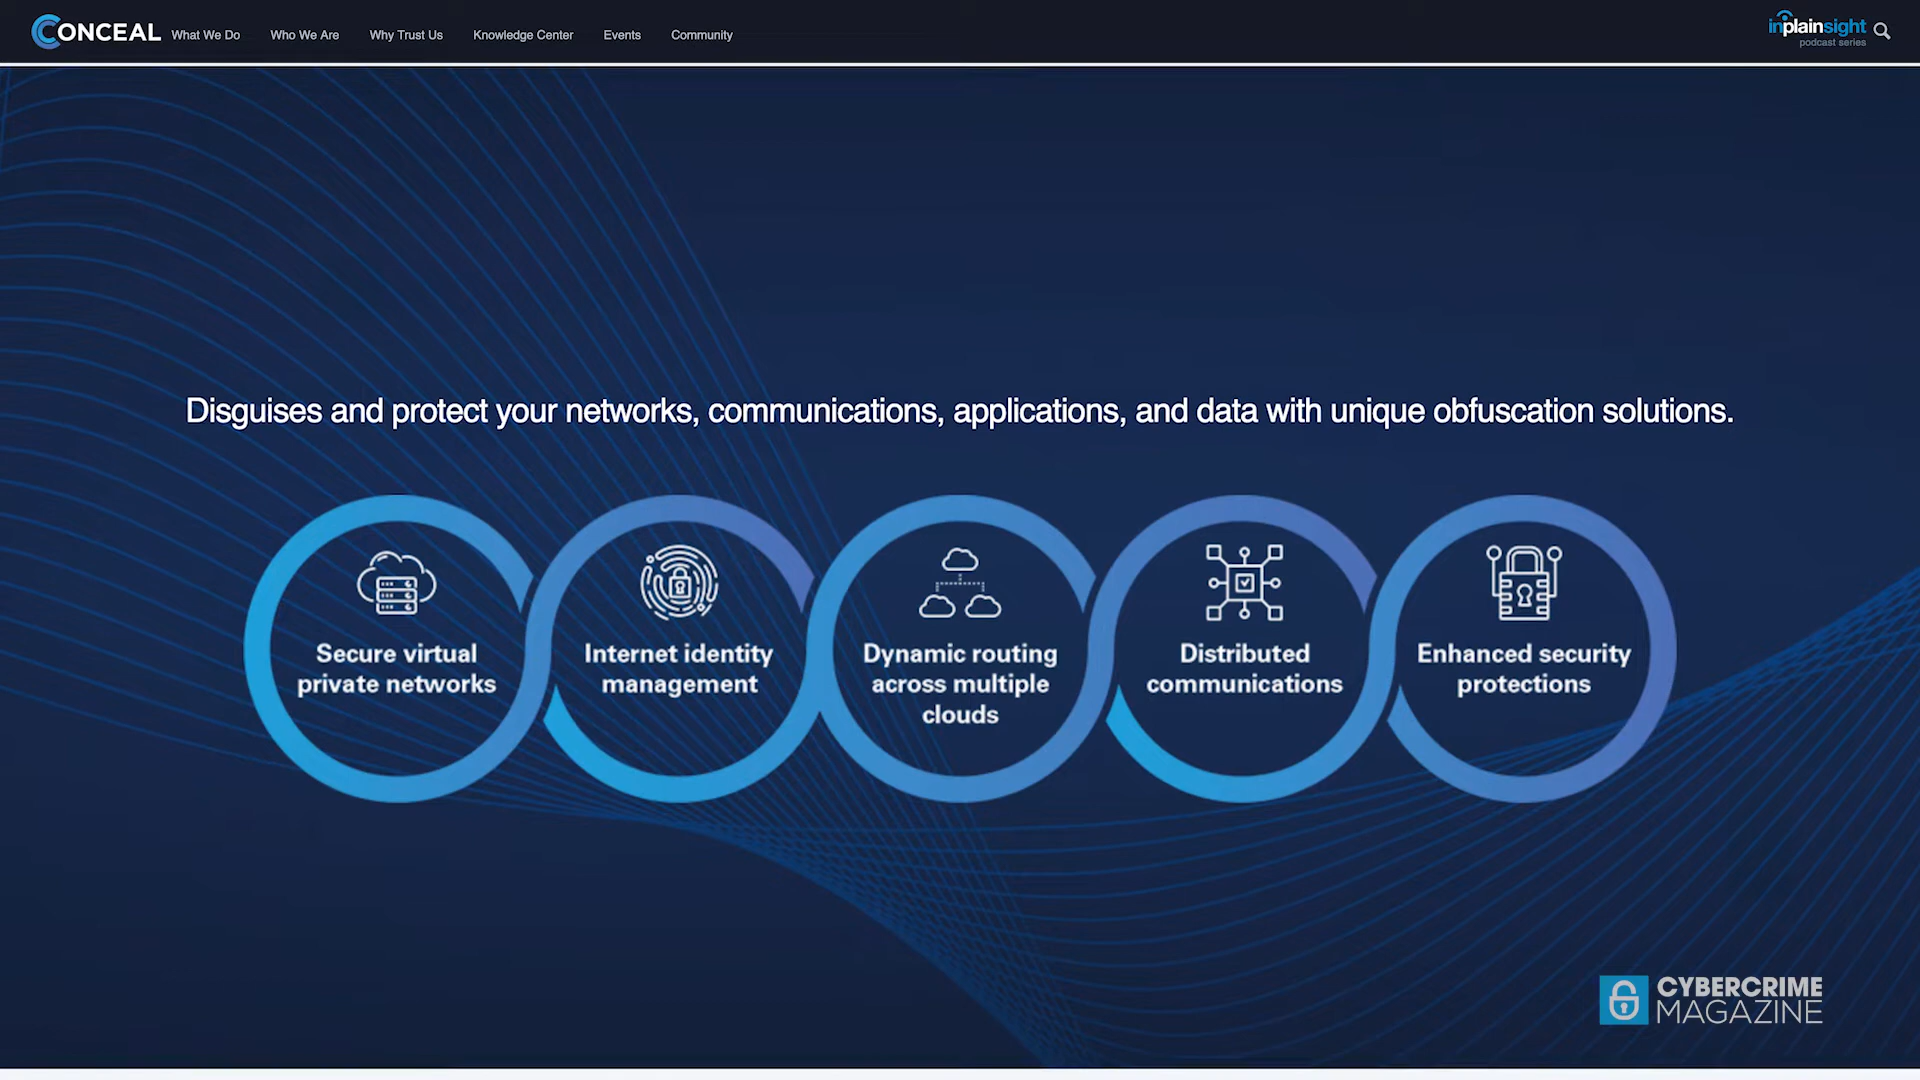 CONCEAL
What We Do
Who We Are
Why Trust Us
Knowledge Center
Events
Community
inplainsight
podcast series
Disguises and protect your networks, communications, applications, and data with unique obfuscation solutions.
Secure virtual
private networks
Internet identity
management
Dynamic routing
across multiple
clouds
Distributed
communications
Enhanced security
protections
CYBERCRIME
MAGAZINE